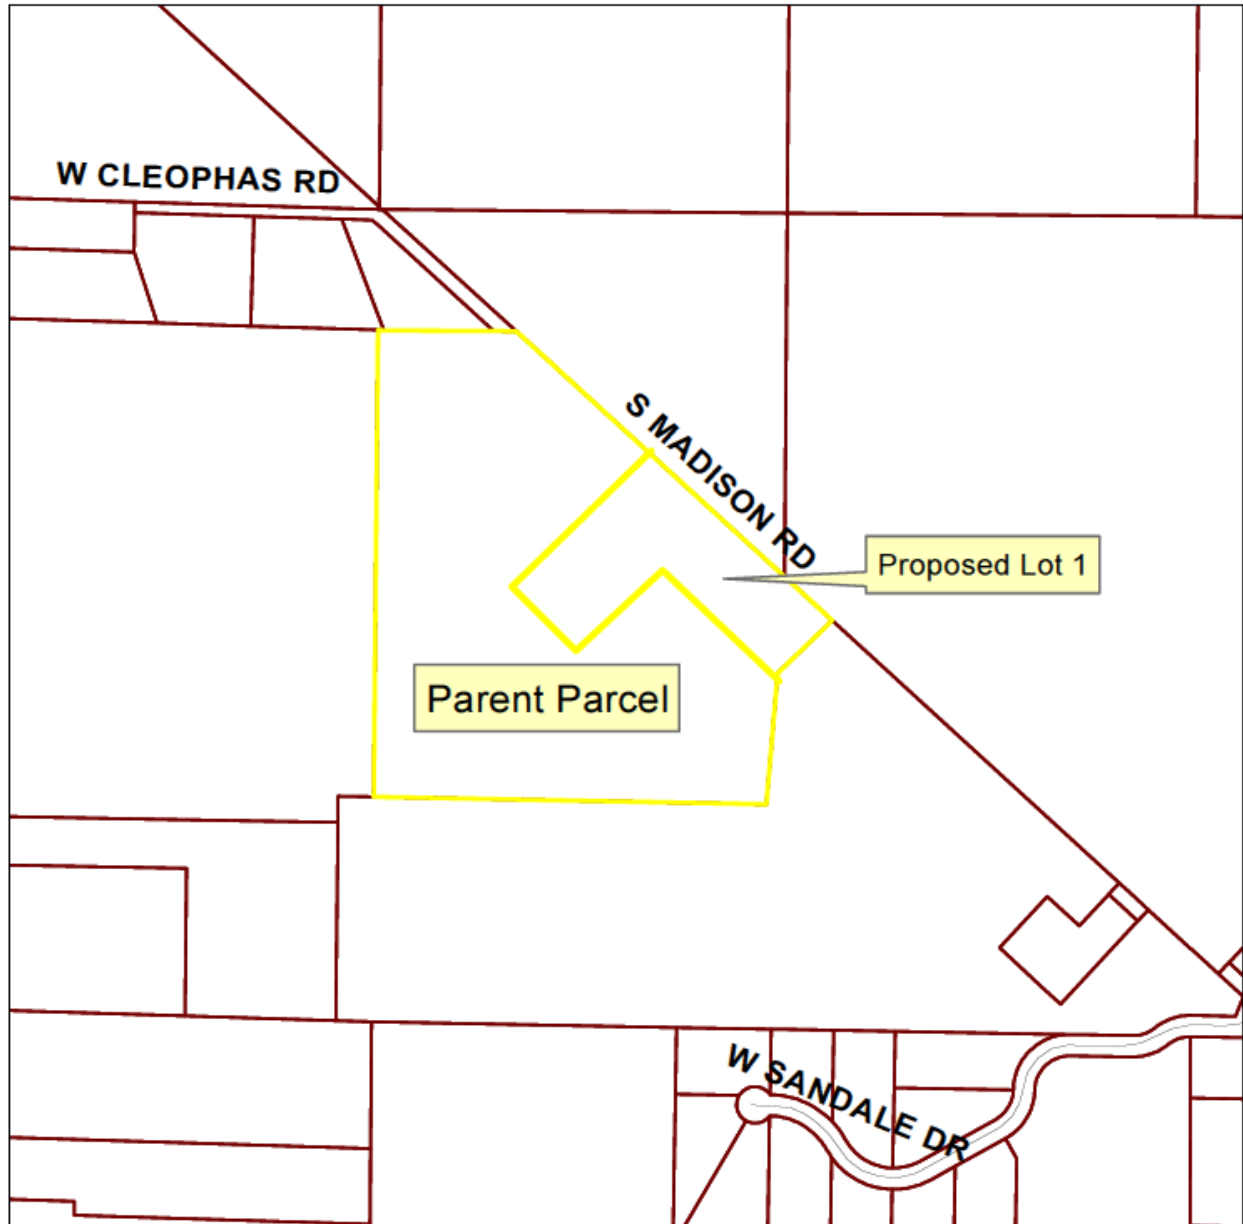 W CLEOPHAS RD
S MADISON RD
Proposed Lot 1
Parent Parcel
W SANDALE DR